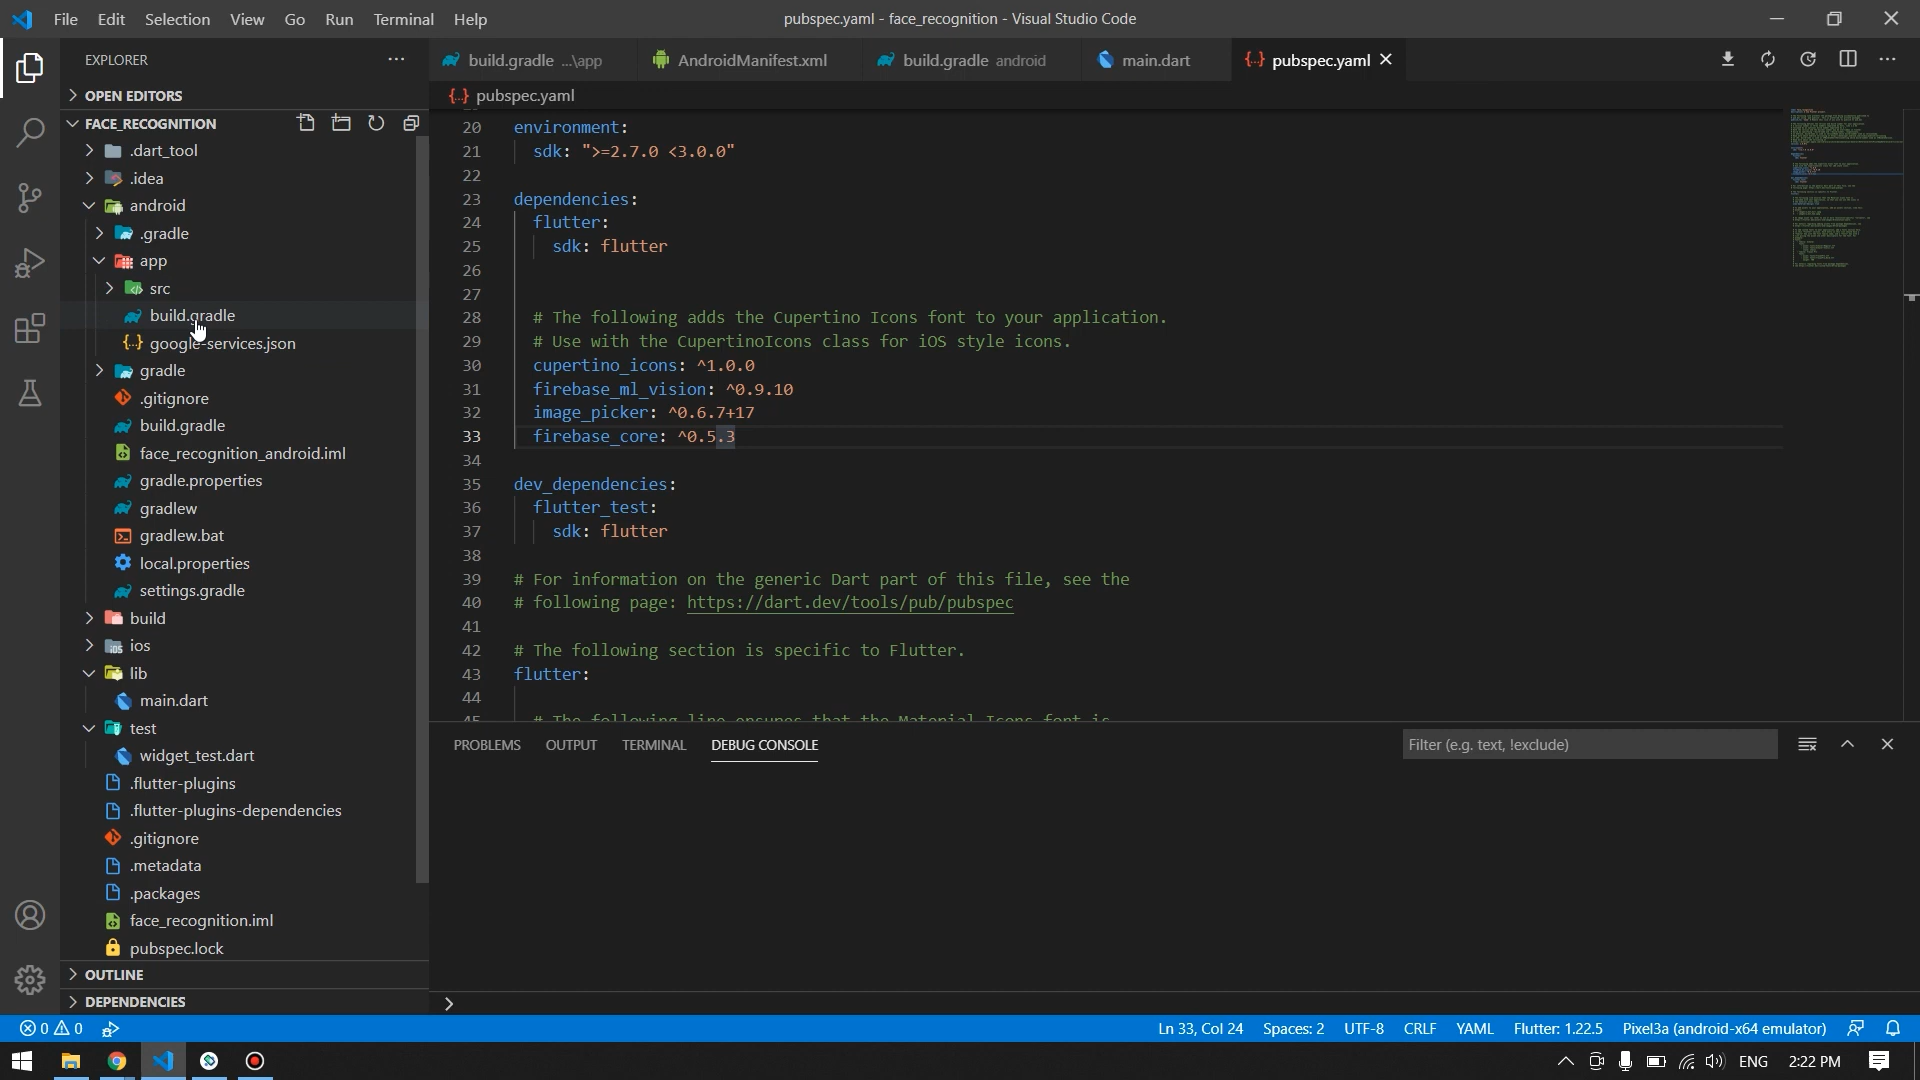 File Edit Selection View Go Run Terminal Help
pubspec.yaml - face_recognition - Visual Studio Code
EXPLORER
build.gradle ...\app
AndroidManifest.xml
build.gradle android
main.dart
{..} pubspec.yaml
OPEN EDITORS
{..} pubspec.yaml
FACE_RECOGNITION
.dart_tool
.idea
android
.gradle
app
src
build.gradle
{..} google-services.json
gradle
.gitignore
build.gradle
face_recognition_android.iml
gradle.properties
gradlew
gradlew.bat
local.properties
settings.gradle
build
ios
lib
main.dart
test
widget_test.dart
.flutter-plugins
.flutter-plugins-dependencies
.gitignore
.metadata
.packages
face_recognition.iml
pubspec.lock
OUTLINE
DEPENDENCIES
20 environment:
21 sdk: ">=2.7.0 <3.0.0"
22
23 dependencies:
24 flutter:
25 sdk: flutter
26
27
28 # The following adds the Cupertino Icons font to your application.
29 # Use with the CupertinoIcons class for iOS style icons.
30 cupertino_icons: ^1.0.0
31 firebase_ml_vision: ^0.9.10
32 image_picker: ^0.6.7+17
33 firebase_core: ^0.5.3
34
35 dev_dependencies:
36 flutter_test:
37 sdk: flutter
38
39 # For information on the generic Dart part of this file, see the
40 # following page: https://dart.dev/tools/pub/pubspec
41
42 # The following section is specific to Flutter.
43 flutter:
44
45 # The following line ensures that the Material Icons font is
PROBLEMS OUTPUT TERMINAL DEBUG CONSOLE
Filter (e.g. text, !exclude)
0 0
Ln 33, Col 24 Spaces: 2 UTF-8 CRLF YAML Flutter: 1.22.5 Pixel3a (android-x64 emulator)
ENG 2:22 PM